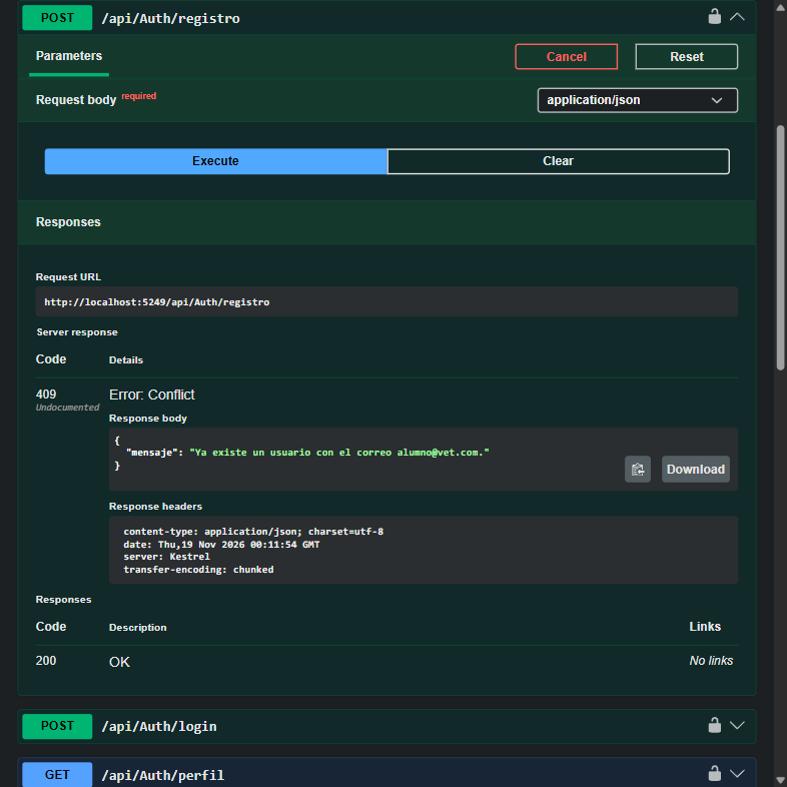 POST /api/Auth/registro
Parameters Cancel Reset
Request body required application/json
Execute Clear
Responses
Request URL
http://localhost:5249/api/Auth/registro
Server response
Code Details
409 Error: Conflict
Undocumented
Response body
{
"mensaje": "Ya existe un usuario con el correo alumno@vet.com."
}
Download
Response headers
content-type: application/json; charset=utf-8
date: Thu,19 Nov 2026 00:11:54 GMT
server: Kestrel
transfer-encoding: chunked
Responses
Code Description Links
200 OK No links
POST /api/Auth/login
GET /api/Auth/perfil